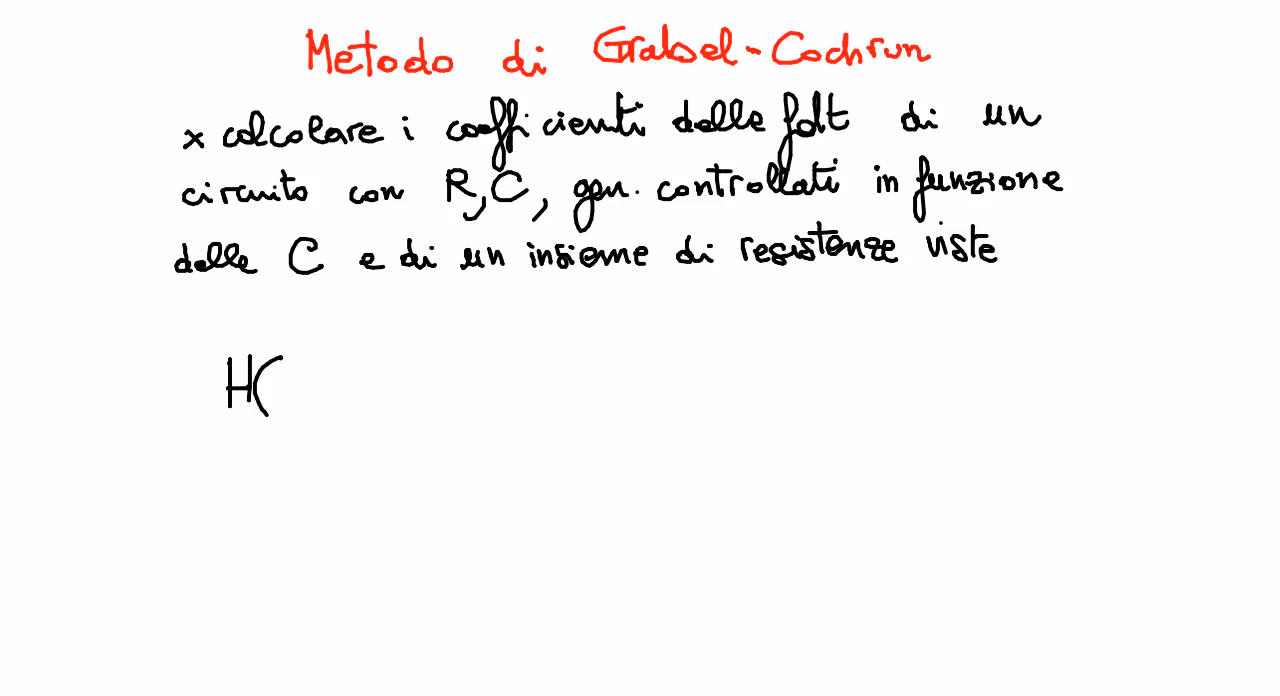 Metodo di Grabel-Cochrun
x calcolare i coefficienti delle fdt di un
circuito con R, C, gen. controllati in funzione
delle C e di un insieme di resistenze viste
H(